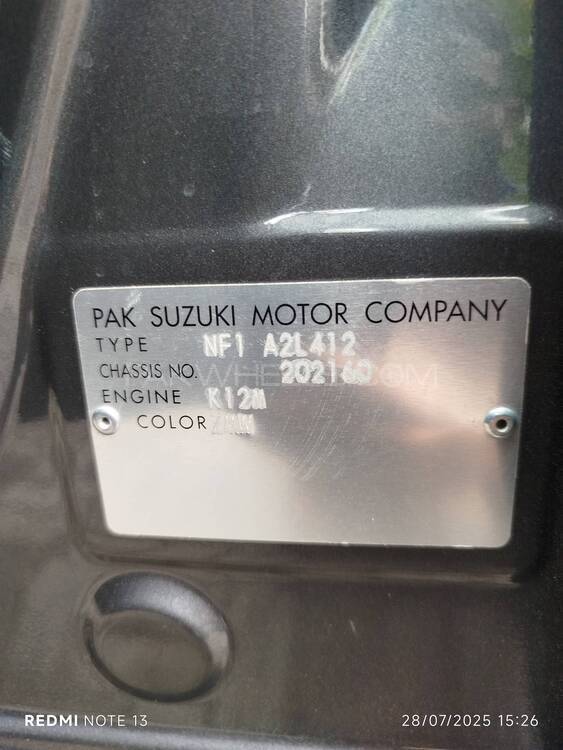 PAK SUZUKI MOTOR COMPANY
TYPE NF1 A2L412
CHASSIS NO. 202160
ENGINE K12M
COLOR
REDMI NOTE 13 28/07/2025 15:26